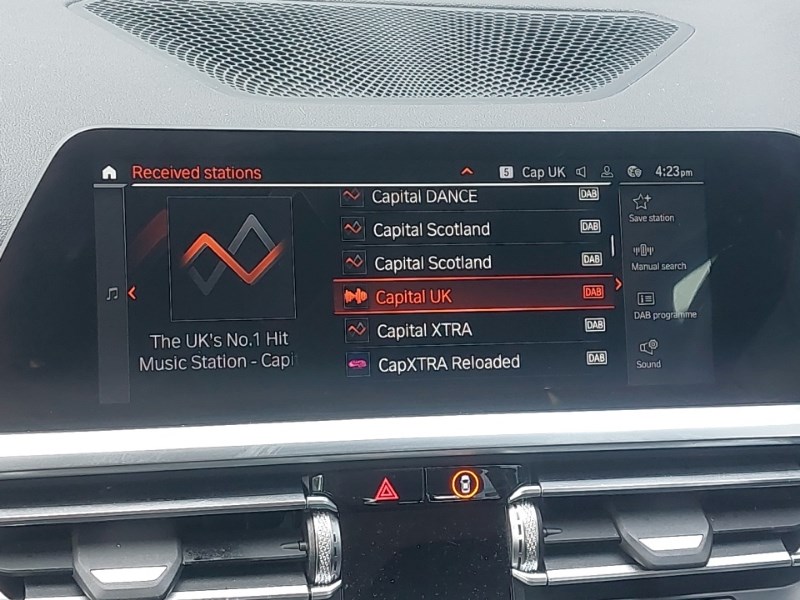 Received stations
5 Cap UK 4:23pm
Capital DANCE DAB
Capital Scotland DAB
Capital Scotland DAB
Capital UK DAB
Capital XTRA DAB
CapXTRA Reloaded DAB
The UK's No.1 Hit
Music Station - Capi
Save station
Manual search
DAB programme
Sound